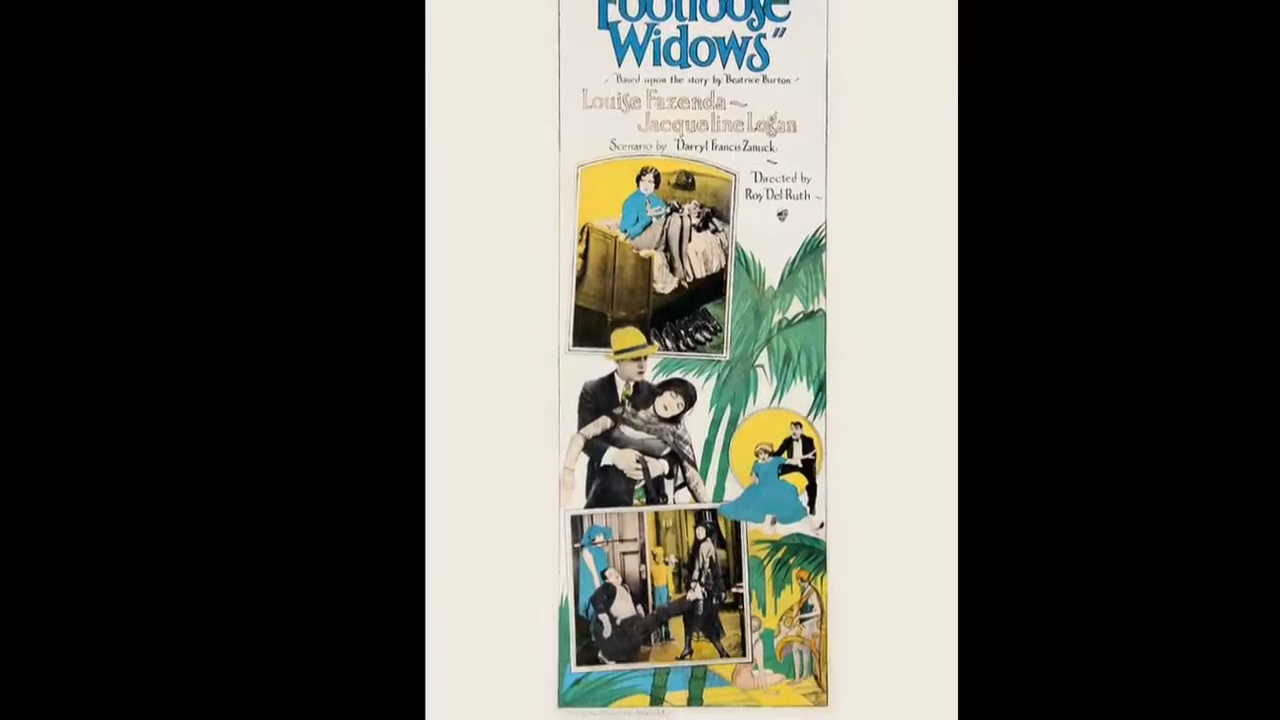 Footloose
Widows"
Based upon the story by Beatrice Burton
Louise Fazenda ~
Jacqueline Logan
Scenario by Darryl Francis Zanuck
Directed by
Roy Del Ruth ~